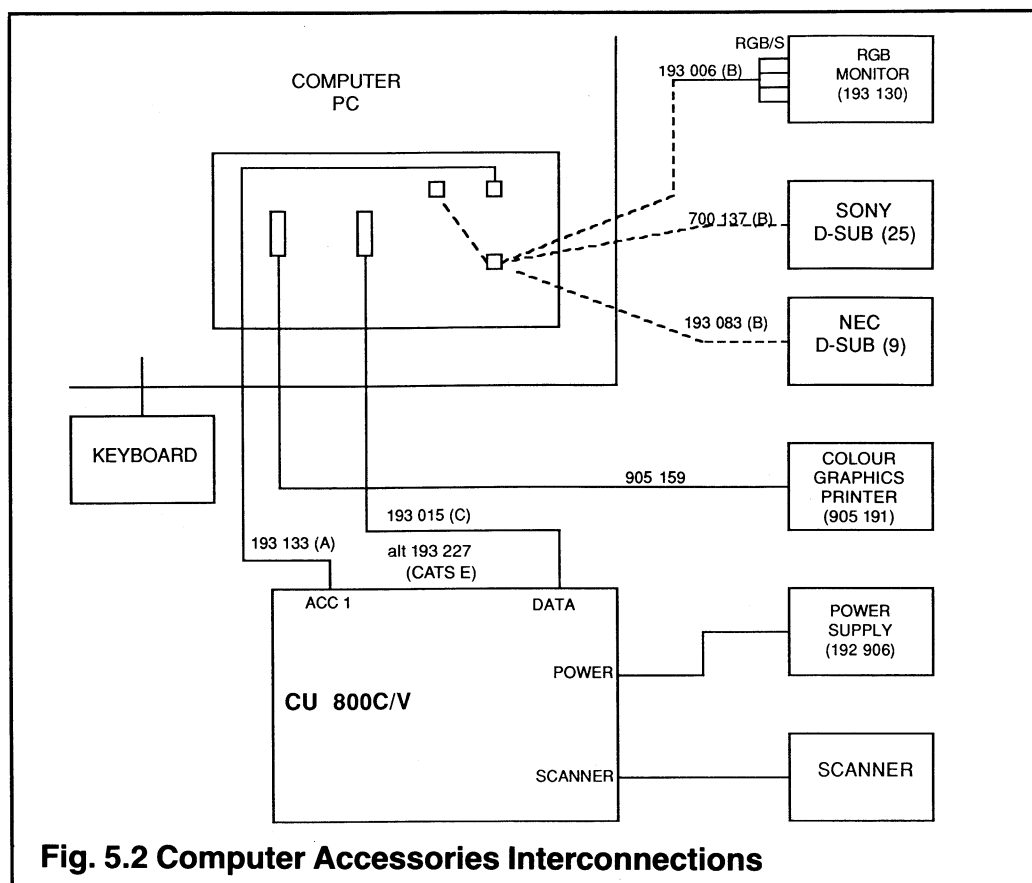 COMPUTER
PC
RGB/S
193 006 (B)
RGB
MONITOR
(193 130)
700 137 (B)
SONY
D-SUB (25)
193 083 (B)
NEC
D-SUB (9)
KEYBOARD
905 159
COLOUR
GRAPHICS
PRINTER
(905 191)
193 015 (C)
193 133 (A)
alt 193 227
(CATS E)
ACC 1
DATA
POWER
SUPPLY
(192 906)
POWER
CU 800C/V
SCANNER
SCANNER
Fig. 5.2 Computer Accessories Interconnections